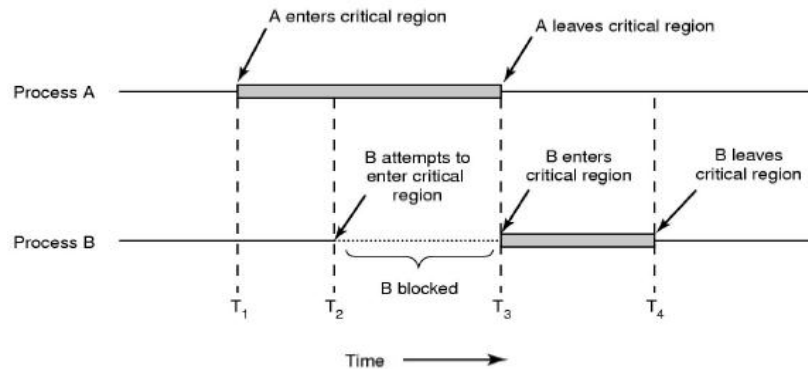 A enters critical region
A leaves critical region
Process A
B attempts to
enter critical
region
B enters
critical region
B leaves
critical region
Process B
B blocked
T1
T2
T3
T4
Time